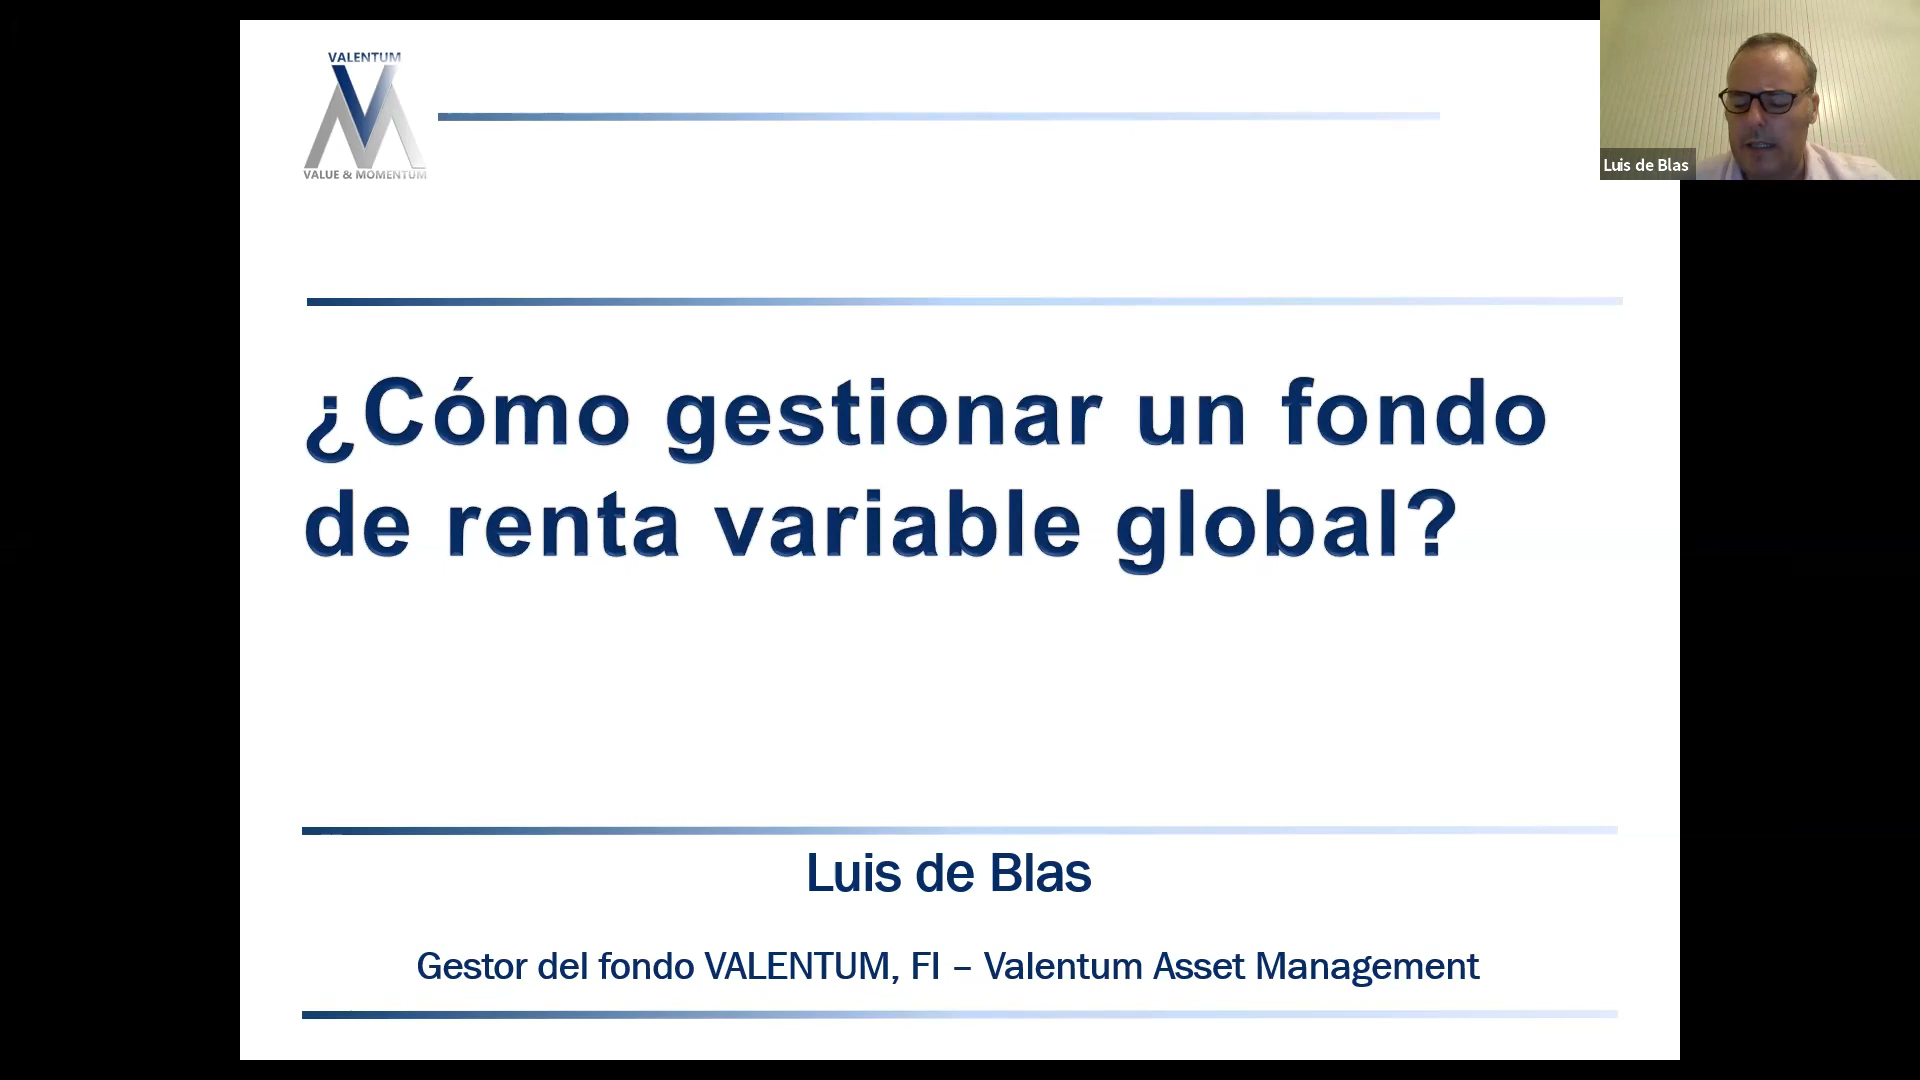 VALENTUM
VALUE & MOMENTUM
Luis de Blas
¿Cómo gestionar un fondo
de renta variable global?
Luis de Blas
Gestor del fondo VALENTUM, FI – Valentum Asset Management